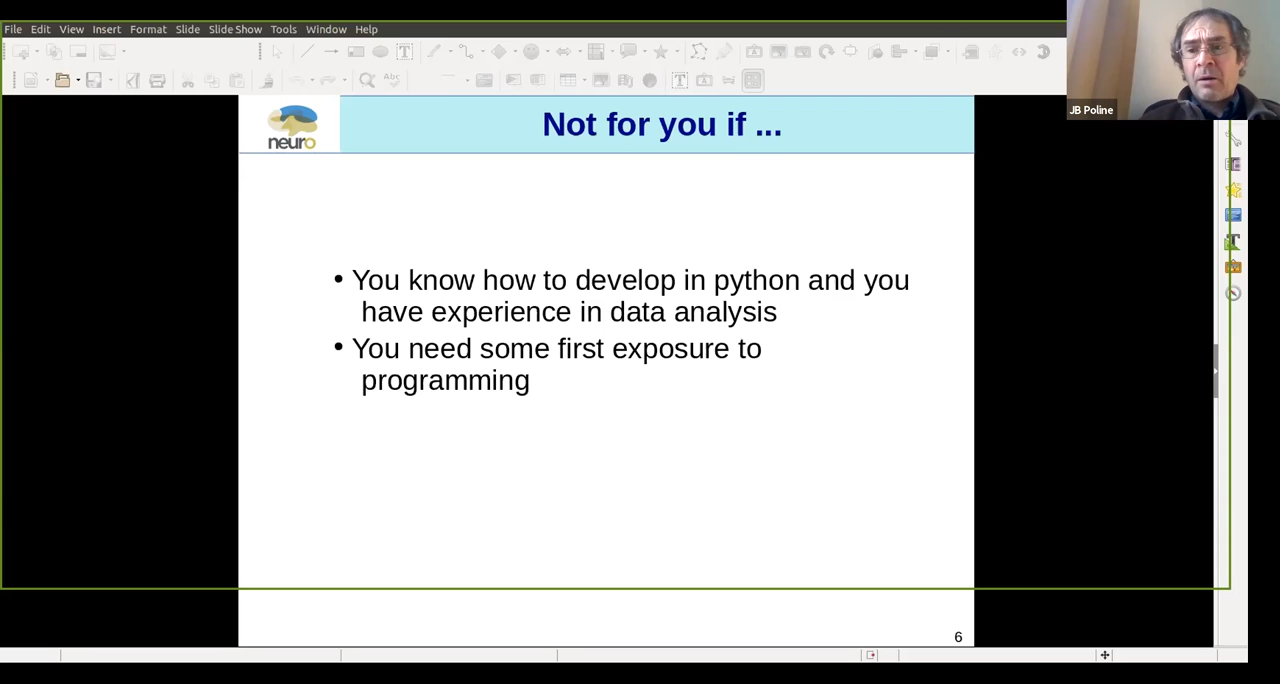 File Edit View Insert Format Slide Slide Show Tools Window Help
JB Poline
neuro
Not for you if ...
• You know how to develop in python and you
have experience in data analysis
• You need some first exposure to
programming
6